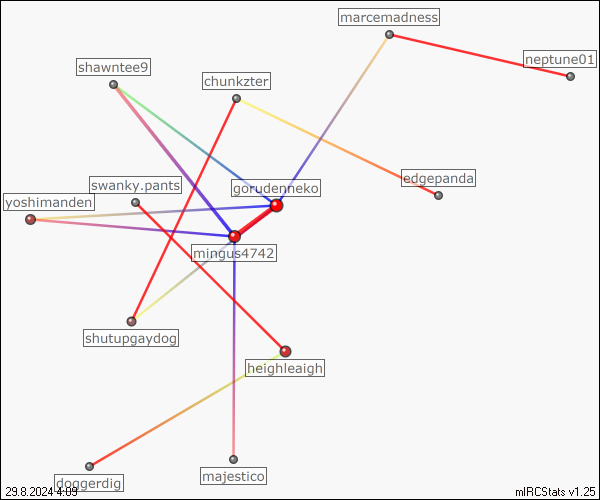 marcemadness
neptune01
shawntee9
chunkzter
edgepanda
swanky.pants
gorudenneko
yoshimanden
mingus4742
shutupgaydog
heighleaigh
majestico
doggerdig
29.8.2024 4:09
mIRCStats v1.25